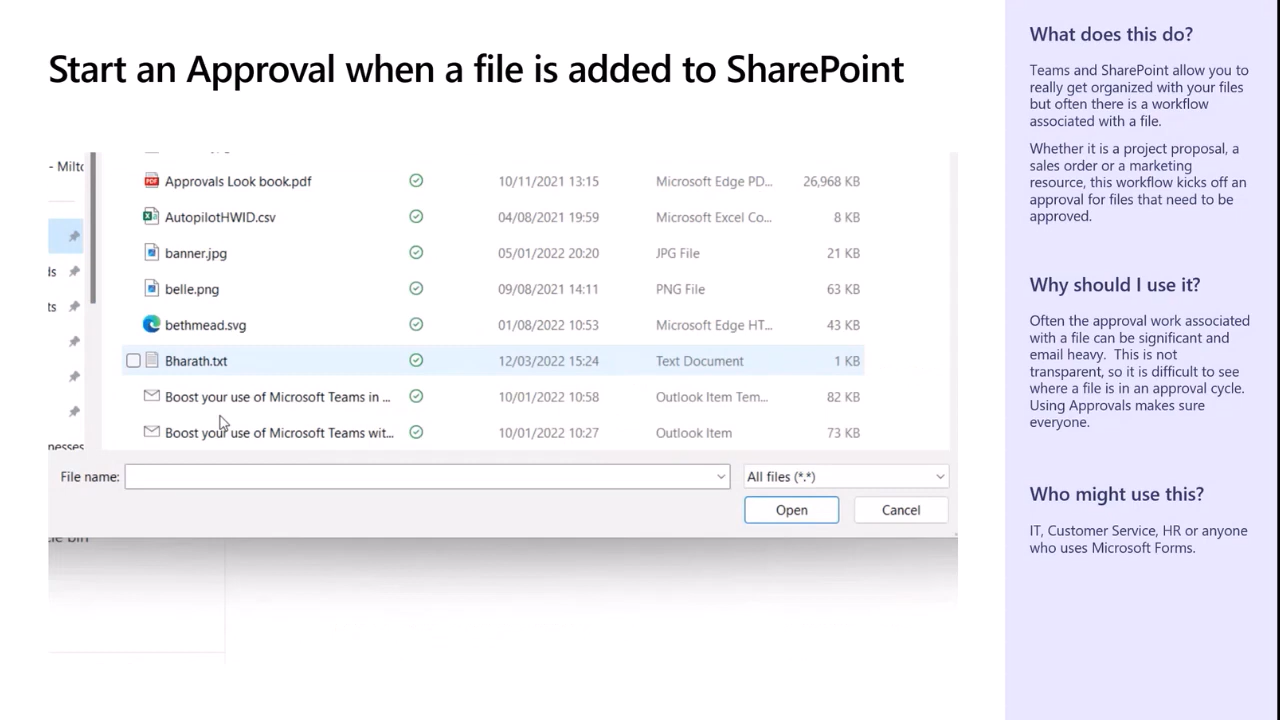 Start an Approval when a file is added to SharePoint
- Milto
Approvals Look book.pdf 10/11/2021 13:15 Microsoft Edge PD... 26,968 KB
AutopilotHWID.csv 04/08/2021 19:59 Microsoft Excel Co... 8 KB
banner.jpg 05/01/2022 20:20 JPG File 21 KB
belle.png 09/08/2021 14:11 PNG File 63 KB
ds
bethmead.svg 01/08/2022 10:53 Microsoft Edge HT... 43 KB
ts
Bharath.txt 12/03/2022 15:24 Text Document 1 KB
Boost your use of Microsoft Teams in ... 10/01/2022 10:58 Outlook Item Tem... 82 KB
Boost your use of Microsoft Teams wit... 10/01/2022 10:27 Outlook Item 73 KB
nesses
File name: All files (*.*)
Open Cancel
What does this do?
Teams and SharePoint allow you to
really get organized with your files
but often there is a workflow
associated with a file.
Whether it is a project proposal, a
sales order or a marketing
resource, this workflow kicks off an
approval for files that need to be
approved.
Why should I use it?
Often the approval work associated
with a file can be significant and
email heavy.  This is not
transparent, so it is difficult to see
where a file is in an approval cycle.
Using Approvals makes sure
everyone.
Who might use this?
IT, Customer Service, HR or anyone
who uses Microsoft Forms.